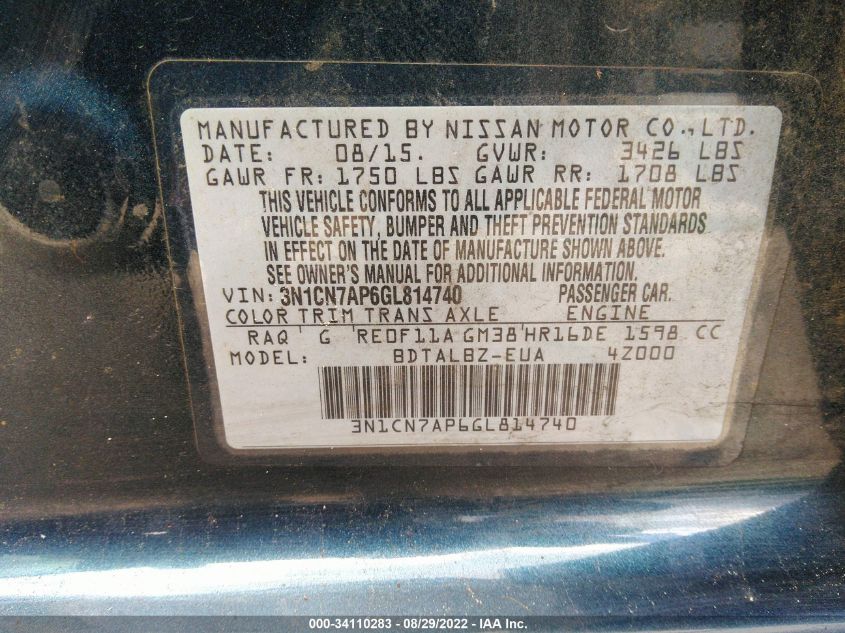 MANUFACTURED BY NISSAN MOTOR CO., LTD.
DATE: 08/15. GVWR: 3426 LBS
GAWR FR: 1750 LBS GAWR RR: 1708 LBS
THIS VEHICLE CONFORMS TO ALL APPLICABLE FEDERAL MOTOR
VEHICLE SAFETY, BUMPER AND THEFT PREVENTION STANDARDS
IN EFFECT ON THE DATE OF MANUFACTURE SHOWN ABOVE.
SEE OWNER'S MANUAL FOR ADDITIONAL INFORMATION.
VIN: 3N1CN7AP6GL814740 PASSENGER CAR.
COLOR TRIM TRANS AXLE ENGINE
RAQ G RE0F11A GM38 HR16DE 1598 CC
MODEL: BDTALBZ-EUA 4Z000
3N1CN7AP6GL814740
000-34110283 / 08/29/2022 - IAA Inc.